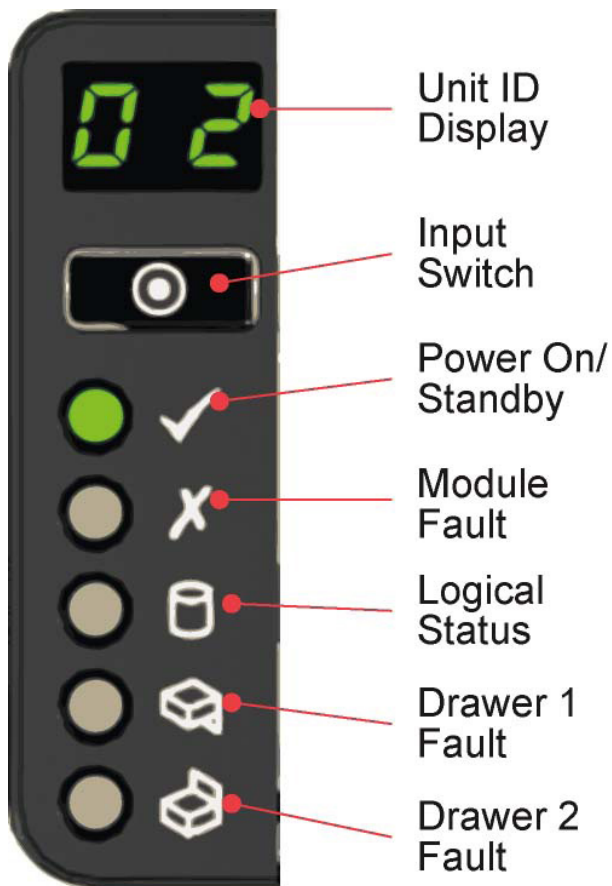 02
Unit ID
Display
Input
Switch
Power On/
Standby
Module
Fault
Logical
Status
Drawer 1
Fault
Drawer 2
Fault